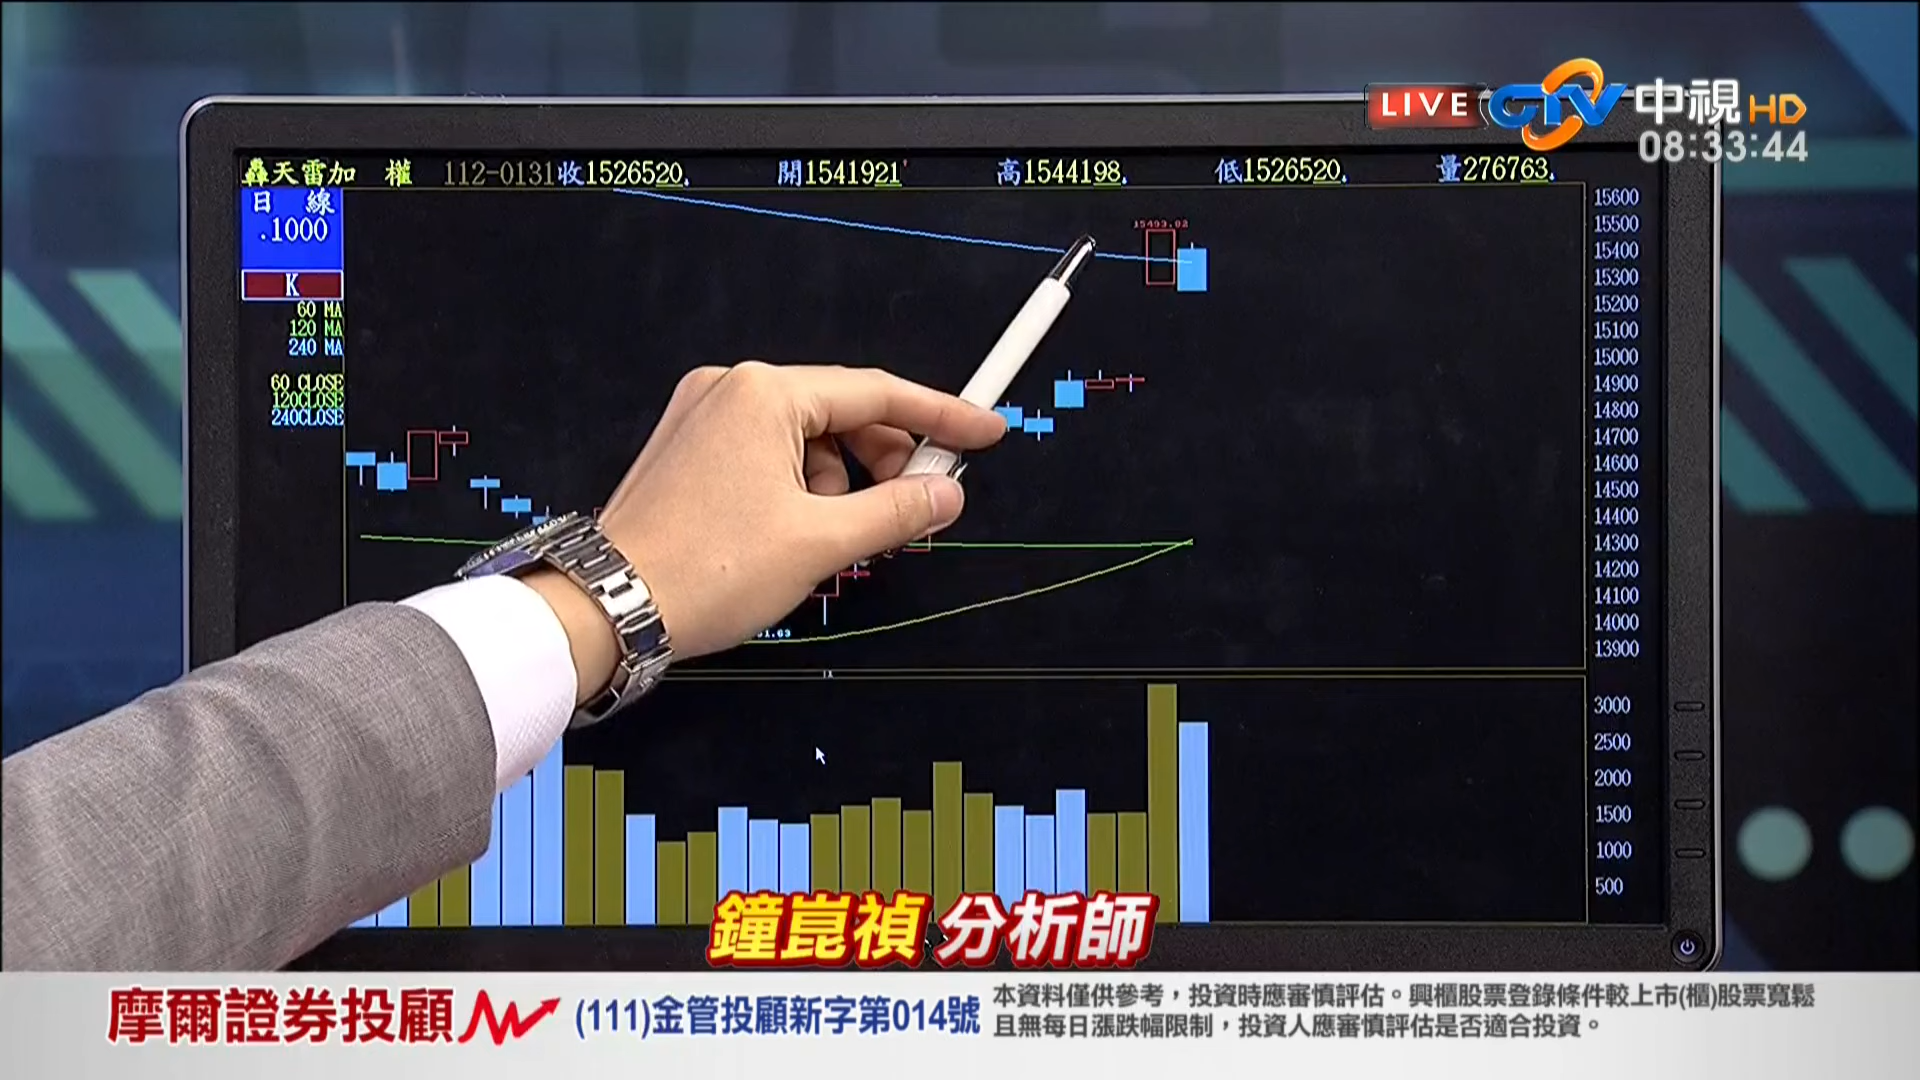 LIVE CTV 中視 HD
08:33:44
轟天雷加 權 112-0131收1526520. 開1541921' 高1544198. 低1526520. 量276763.
日 線
.1000
K
60 MA
120 MA
240 MA
60 CLOSE
120CLOSE
240CLOSE
15493.82
15600
15500
15400
15300
15200
15100
15000
14900
14800
14700
14600
14500
14400
14300
14200
14100
14000
13900
3000
2500
2000
1500
1000
500
鐘崑禎 分析師
摩爾證券投顧 (111)金管投顧新字第014號
本資料僅供參考，投資時應審慎評估。興櫃股票登錄條件較上市(櫃)股票寬鬆
且無每日漲跌幅限制，投資人應審慎評估是否適合投資。